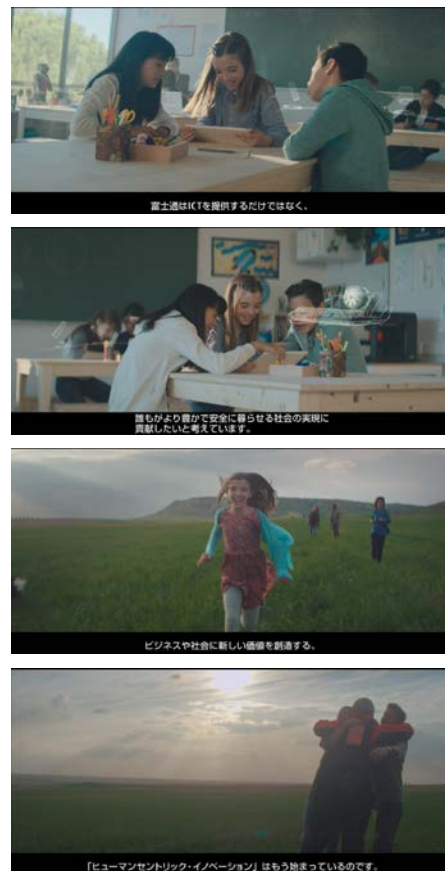 富士通はICTを提供するだけではなく、
誰もがより豊かで安全に暮らせる社会の実現に
貢献したいと考えています。
ビジネスや社会に新しい価値を創造する。
「ヒューマンセントリック・イノベーション」はもう始まっているのです。